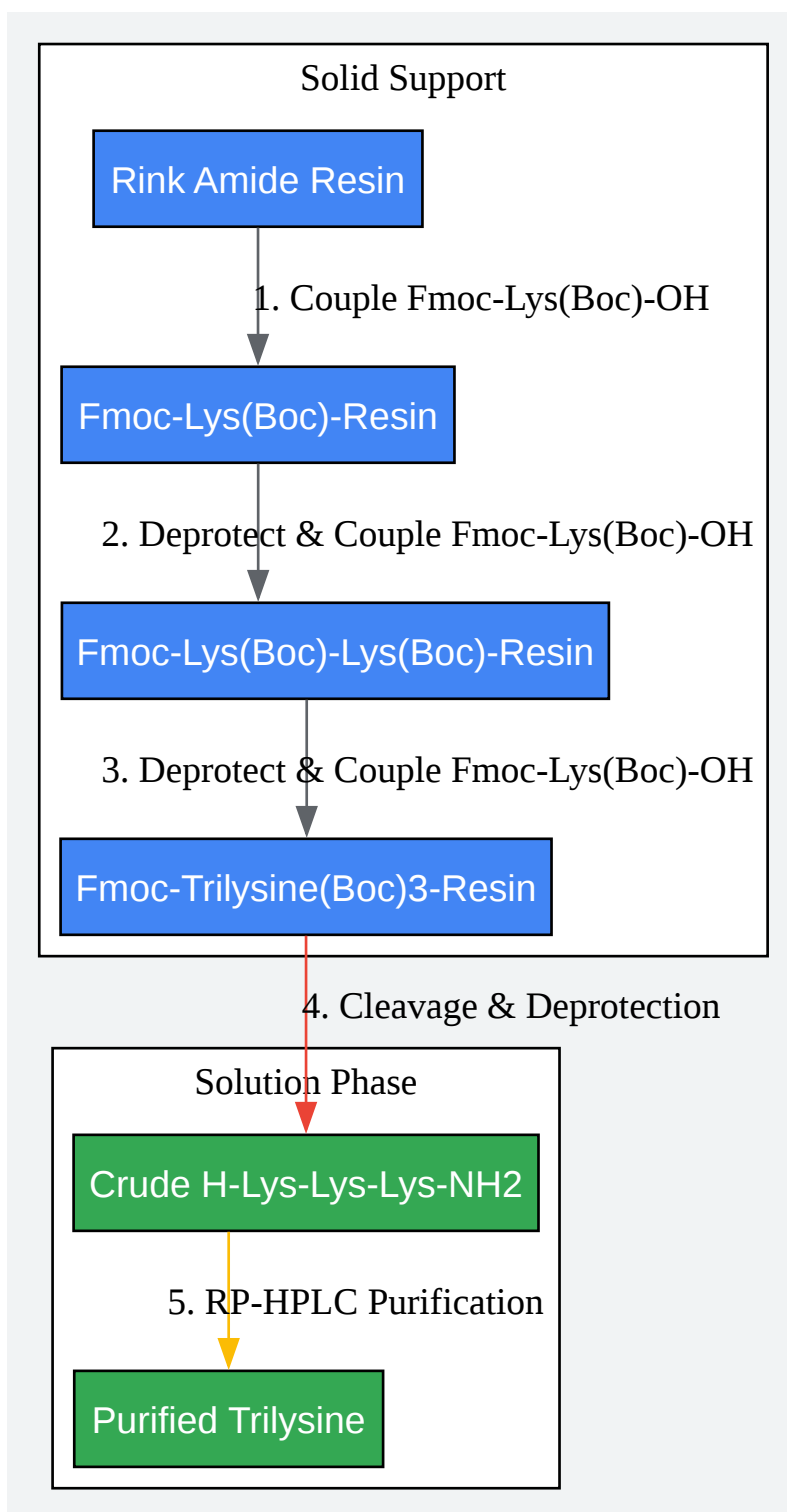 Solid Support
Rink Amide Resin
1. Couple Fmoc-Lys(Boc)-OH
Fmoc-Lys(Boc)-Resin
2. Deprotect & Couple Fmoc-Lys(Boc)-OH
Fmoc-Lys(Boc)-Lys(Boc)-Resin
3. Deprotect & Couple Fmoc-Lys(Boc)-OH
Fmoc-Trilysine(Boc)3-Resin
4. Cleavage & Deprotection
Solution Phase
Crude H-Lys-Lys-Lys-NH2
5. RP-HPLC Purification
Purified Trilysine